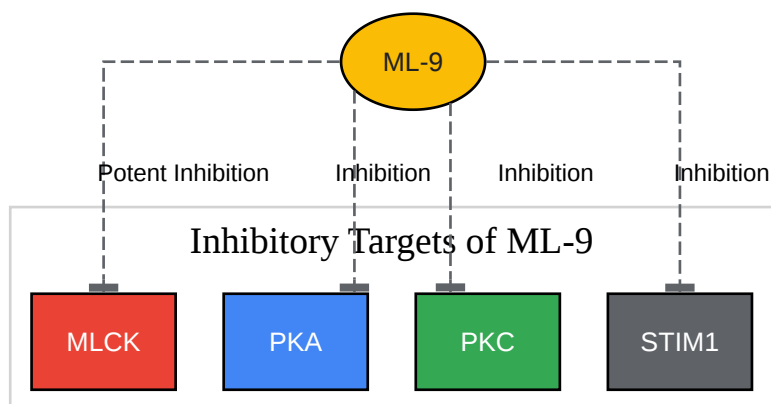 ML-9
Potent Inhibition
Inhibition
Inhibition
Inhibition
Inhibitory Targets of ML-9
MLCK
PKA
PKC
STIM1